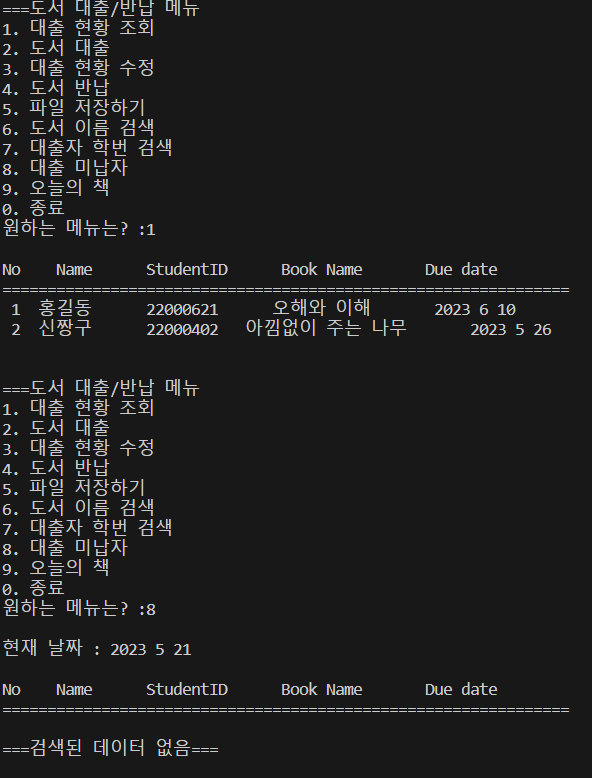 ===도서 대출/반납 메뉴
1. 대출 현황 조회
2. 도서 대출
3. 대출 현황 수정
4. 도서 반납
5. 파일 저장하기
6. 도서 이름 검색
7. 대출자 학번 검색
8. 대출 미납자
9. 오늘의 책
0. 종료
원하는 메뉴는? :1
No    Name      StudentID      Book Name       Due date
===============================================================
1  홍길동      22000621      오해와 이해       2023 6 10
2  신짱구      22000402   아낌없이 주는 나무       2023 5 26
===도서 대출/반납 메뉴
1. 대출 현황 조회
2. 도서 대출
3. 대출 현황 수정
4. 도서 반납
5. 파일 저장하기
6. 도서 이름 검색
7. 대출자 학번 검색
8. 대출 미납자
9. 오늘의 책
0. 종료
원하는 메뉴는? :8
현재 날짜 : 2023 5 21
No    Name      StudentID      Book Name       Due date
===============================================================
===검색된 데이터 없음===